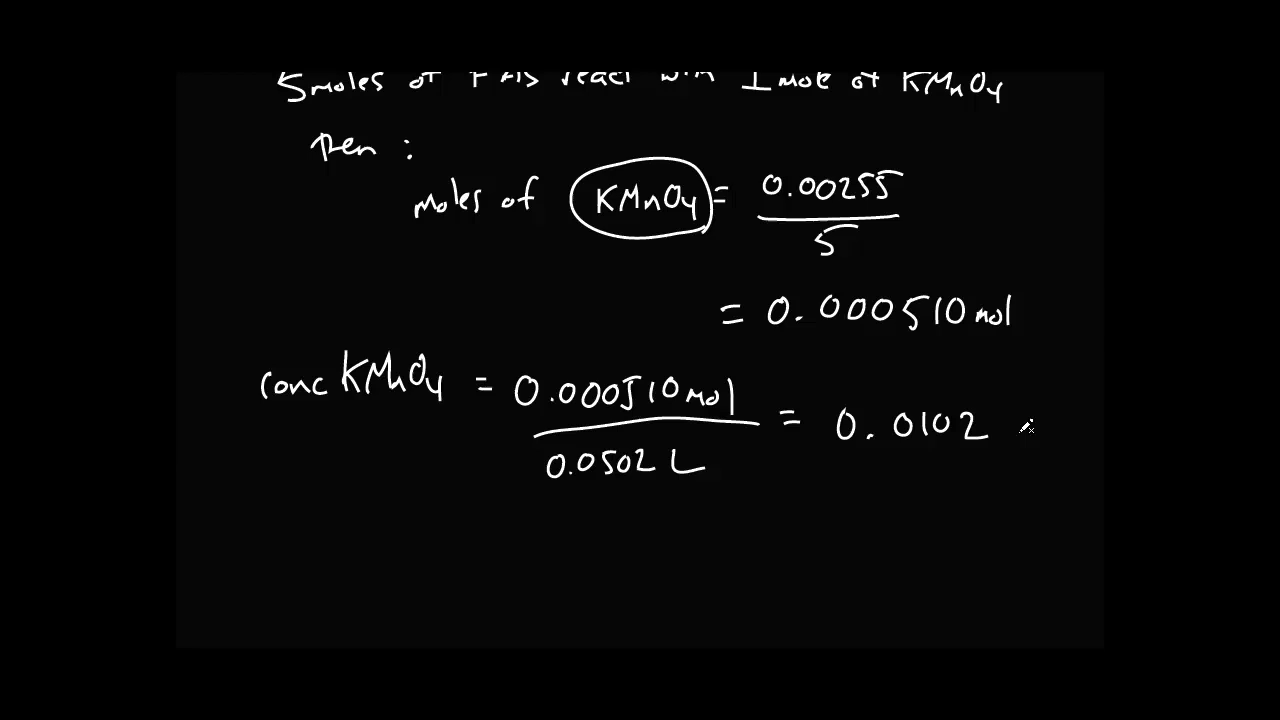 5 moles of FAS react with 1 mole of KMnO4
then :
moles of KMnO4 = 0.00255
5
= 0.000510 mol
conc KMnO4 = 0.000510 mol = 0.0102
0.0502 L